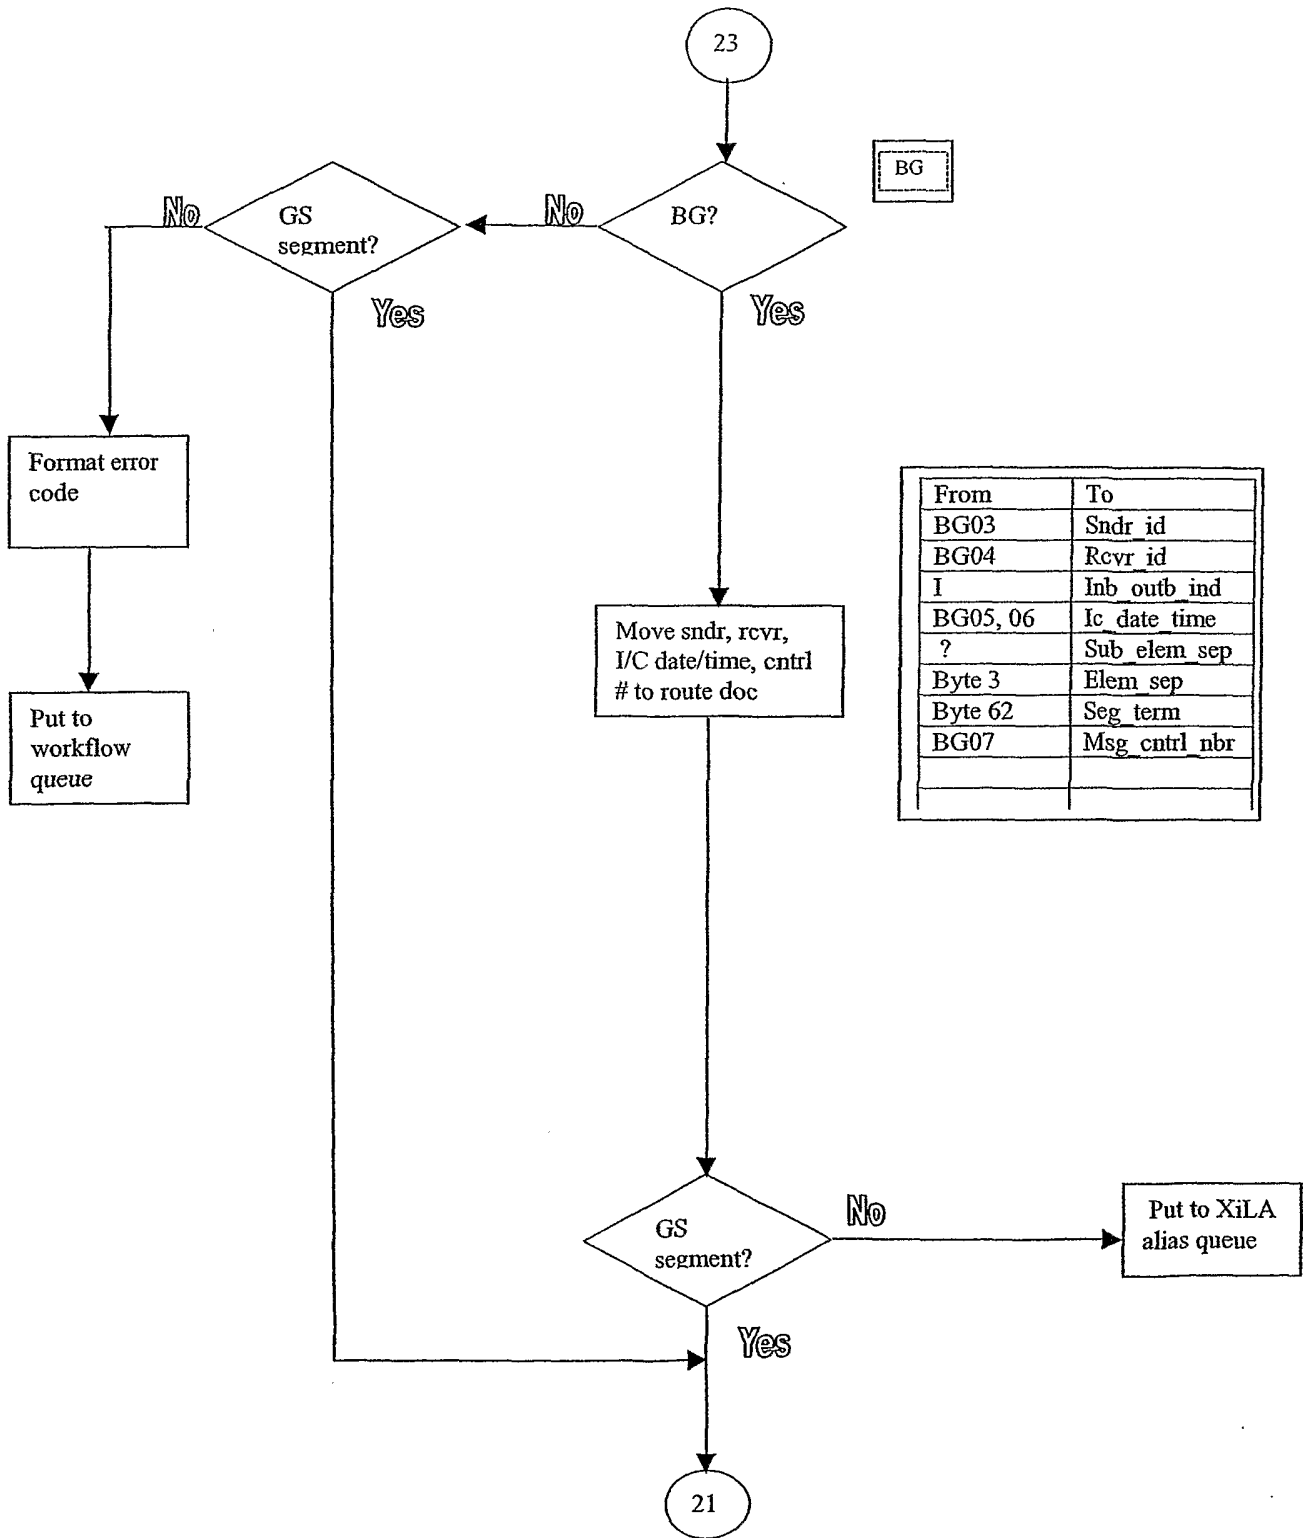 23
BG
No
GS
segment?
No
BG?
Yes
Yes
Format error
code
Put to
workflow
queue
Move sndr, rcvr,
I/C date/time, cntrl
# to route doc
From To
BG03 Sndr_id
BG04 Rcvr_id
I Inb_outb_ind
BG05, 06 Ic_date_time
? Sub_elem_sep
Byte 3 Elem_sep
Byte 62 Seg_term
BG07 Msg_cntrl_nbr
GS
segment?
No
Put to XiLA
alias queue
Yes
21